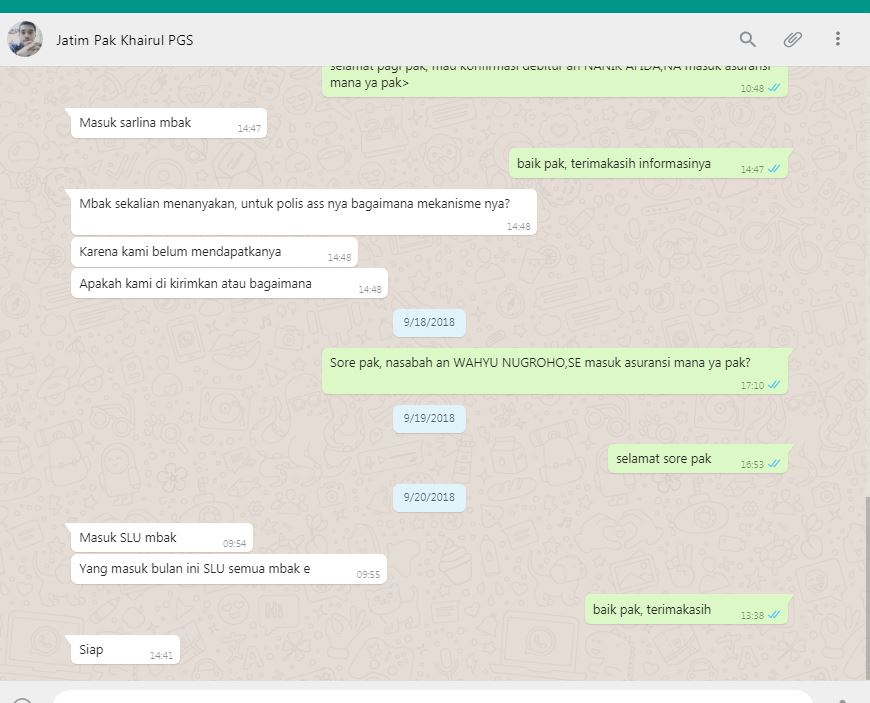 Jatim Pak Khairul PGS
selamat pagi pak, mau konfirmasi debitur an NANIK masuk asuransi
mana ya pak>
10:48
Masuk sarlina mbak
14:47
baik pak, terimakasih informasinya
14:47
Mbak sekalian menanyakan, untuk polis ass nya bagaimana mekanisme nya?
14:48
Karena kami belum mendapatkanya
14:48
Apakah kami di kirimkan atau bagaimana
14:48
9/18/2018
Sore pak, nasabah an WAHYU NUGROHO,SE masuk asuransi mana ya pak?
17:10
9/19/2018
selamat sore pak
16:53
9/20/2018
Masuk SLU mbak
09:54
Yang masuk bulan ini SLU semua mbak e
09:55
baik pak, terimakasih
13:38
Siap
14:41